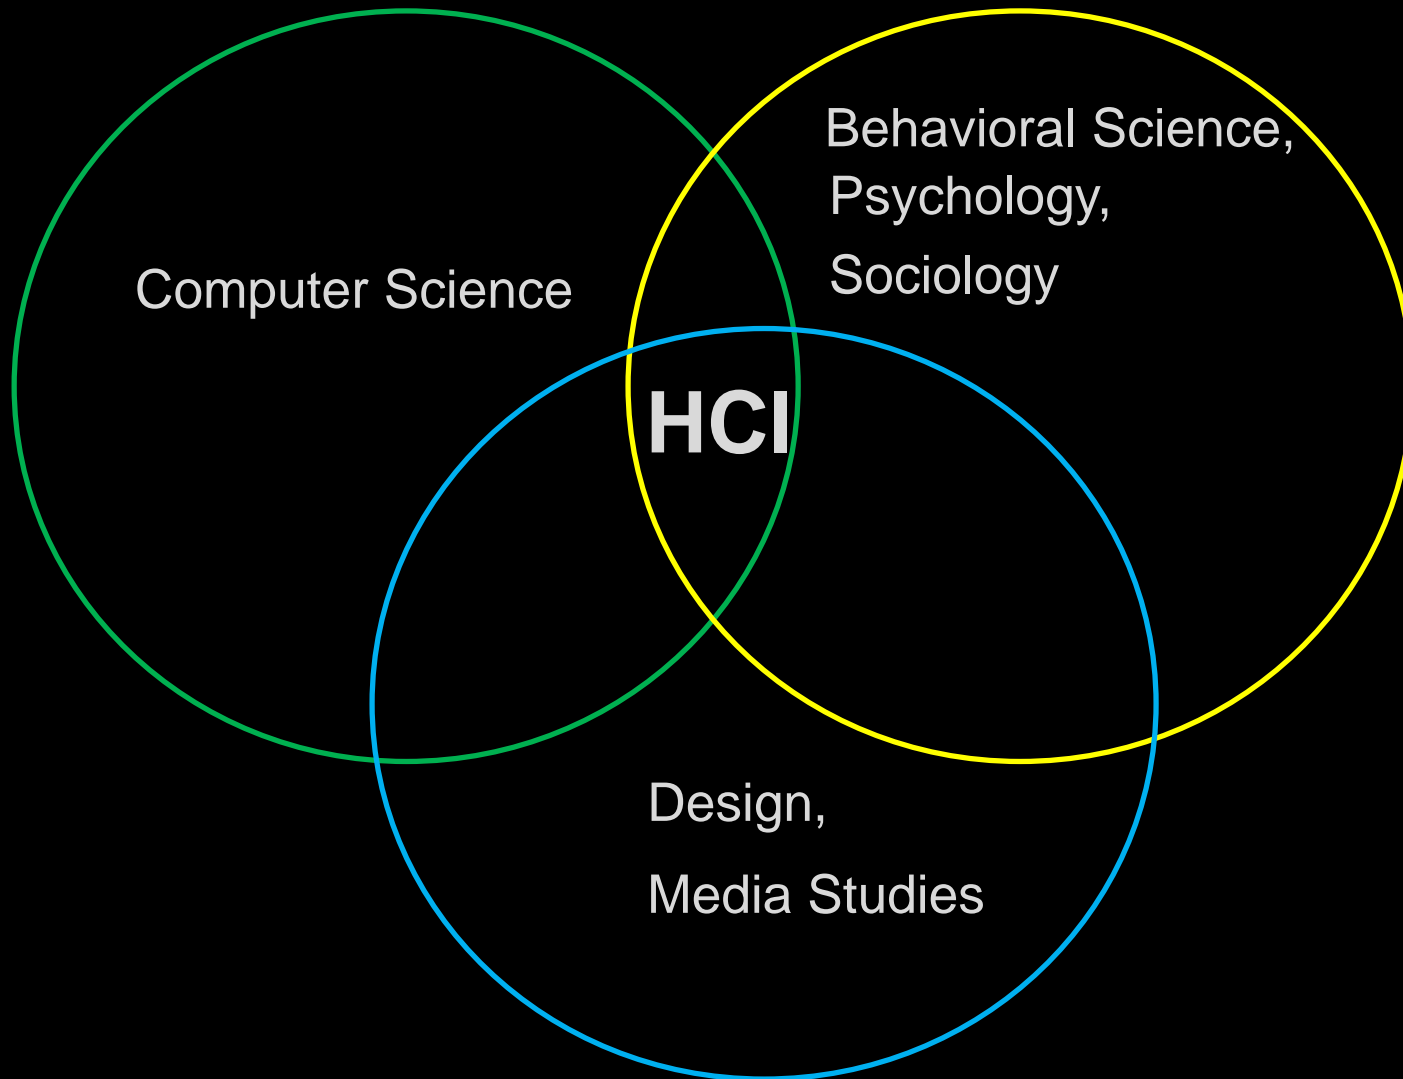 Behavioral Science,
Psychology,
Sociology
Computer Science
HCI
Design,
Media Studies